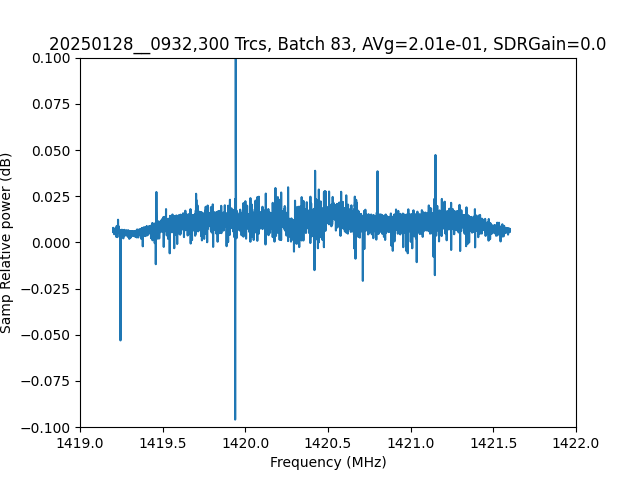 20250128__0932,300 Trcs, Batch 83, AVg=2.01e-01, SDRGain=0.0
0.100
0.075
0.050
0.025
0.000
−0.025
−0.050
−0.075
−0.100
Samp Relative power (dB)
1419.0 1419.5 1420.0 1420.5 1421.0 1421.5 1422.0
Frequency (MHz)